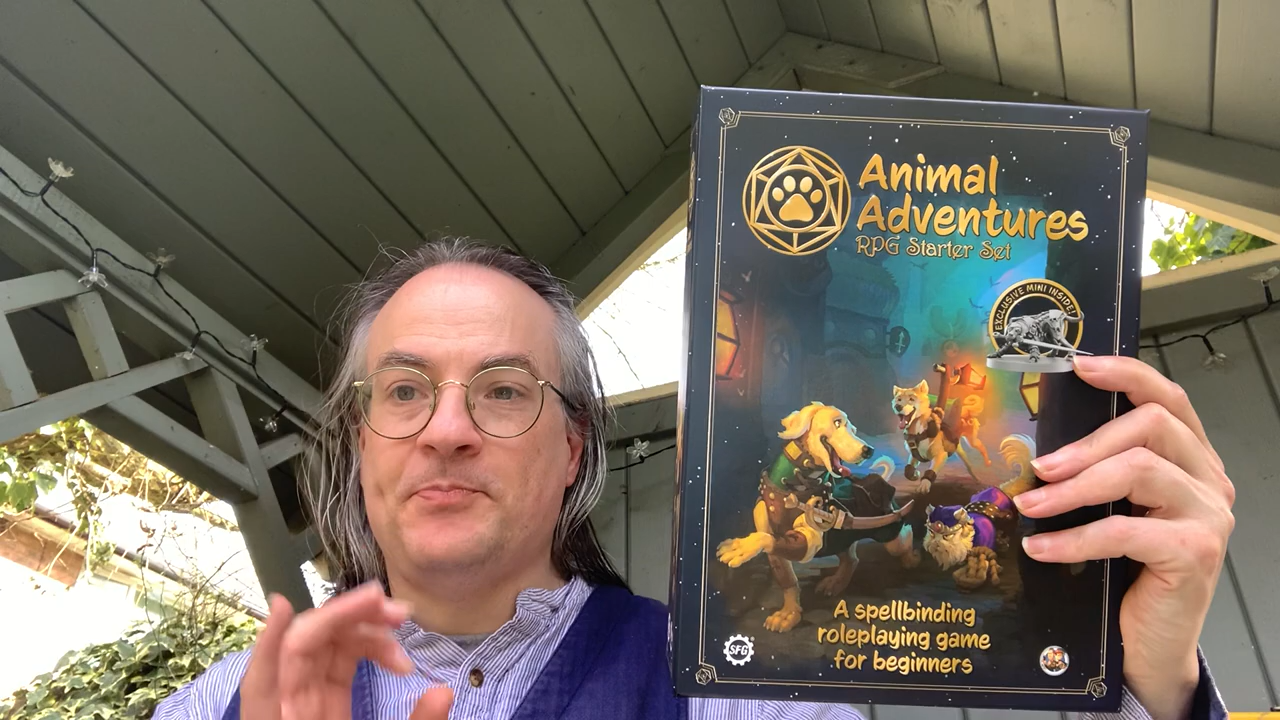 Animal
Adventures
RPG Starter Set
EXCLUSIVE MINI INSIDE!
A spellbinding
roleplaying game
for beginners
SFG